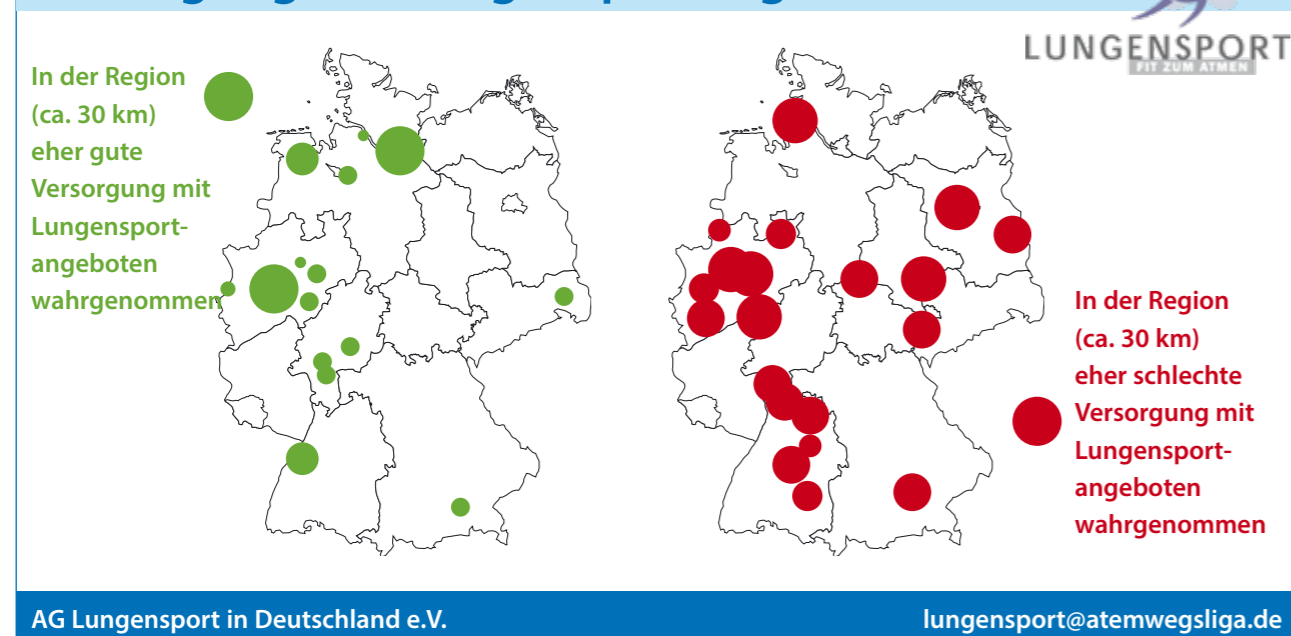 LUNGENSPORT
FIT ZUM ATMEN
In der Region
(ca. 30 km)
eher gute
Versorgung mit
Lungensport-
angeboten
wahrgenommen
In der Region
(ca. 30 km)
eher schlechte
Versorgung mit
Lungensport-
angeboten
wahrgenommen
AG Lungensport in Deutschland e.V.
lungensport@atemwegsliga.de